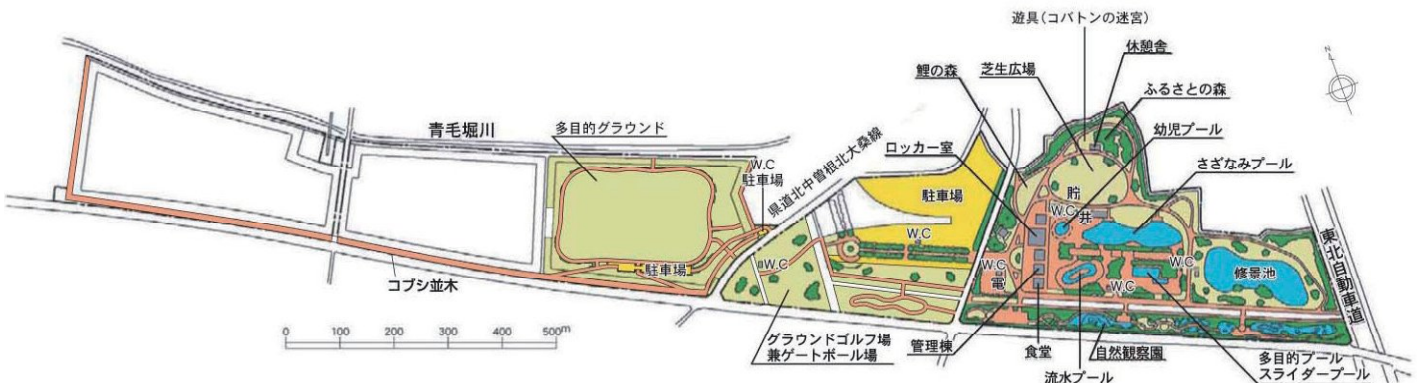 遊具(コバトンの迷宮)
休憩舎
鯉の森
芝生広場
ふるさとの森
N
青毛堀川
多目的グラウンド
W.C
駐車場
県道北中曽根北大桑線
ロッカー室
幼児プール
さざなみプール
駐車場
貯
W.C
井
W.C
W.C
W.C
電
W.C
W.C
修景池
東北自動車道
駐車場
コブシ並木
0 100 200 300 400 500m
グラウンドゴルフ場
兼ゲートボール場
管理棟
食堂
流水プール
自然観察園
多目的プール
スライダープール